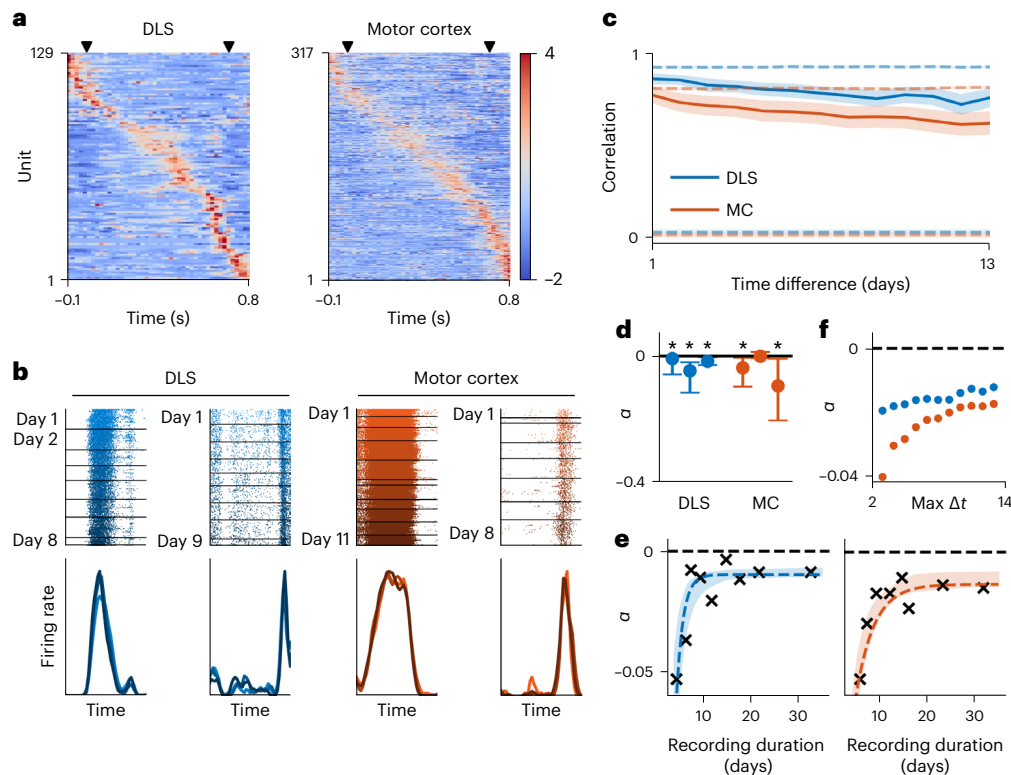 a
DLS
Motor cortex
129
317
4
Unit
1
1
−2
−0.1
0.8
−0.1
0.8
Time (s)
Time (s)
b
DLS
Motor cortex
Day 1
Day 2
Day 8
Day 1
Day 9
Day 1
Day 11
Day 1
Day 8
Firing rate
Time
Time
Time
Time
c
1
Correlation
DLS
MC
0
1
13
Time difference (days)
d
0
* * * * *
α
−0.4
DLS
MC
f
0
α
−0.04
2
Max Δt
14
e
0
α
−0.05
10
20
30
10
20
30
Recording duration
(days)
Recording duration
(days)